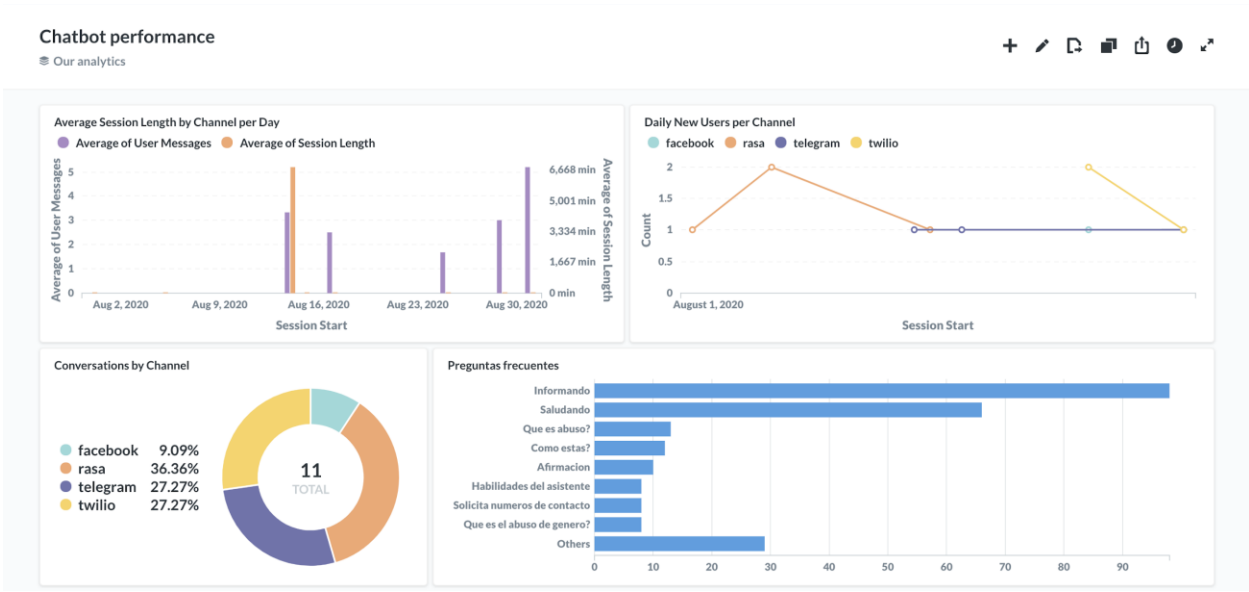 Chatbot performance
Our analytics
Average Session Length by Channel per Day
Average of User Messages Average of Session Length
Average of User Messages
5
4
3
2
1
0
6,668 min
5,001 min
3,334 min
1,667 min
0 min
Average of Session Length
Aug 2, 2020 Aug 9, 2020 Aug 16, 2020 Aug 23, 2020 Aug 30, 2020
Session Start
Daily New Users per Channel
facebook rasa telegram twilio
Count
2
1.5
1
0.5
0
August 1, 2020
Session Start
Conversations by Channel
facebook 9.09%
rasa 36.36%
telegram 27.27%
twilio 27.27%
11
TOTAL
Preguntas frecuentes
Informando
Saludando
Que es abuso?
Como estas?
Afirmacion
Habilidades del asistente
Solicita numeros de contacto
Que es el abuso de genero?
Others
0 10 20 30 40 50 60 70 80 90